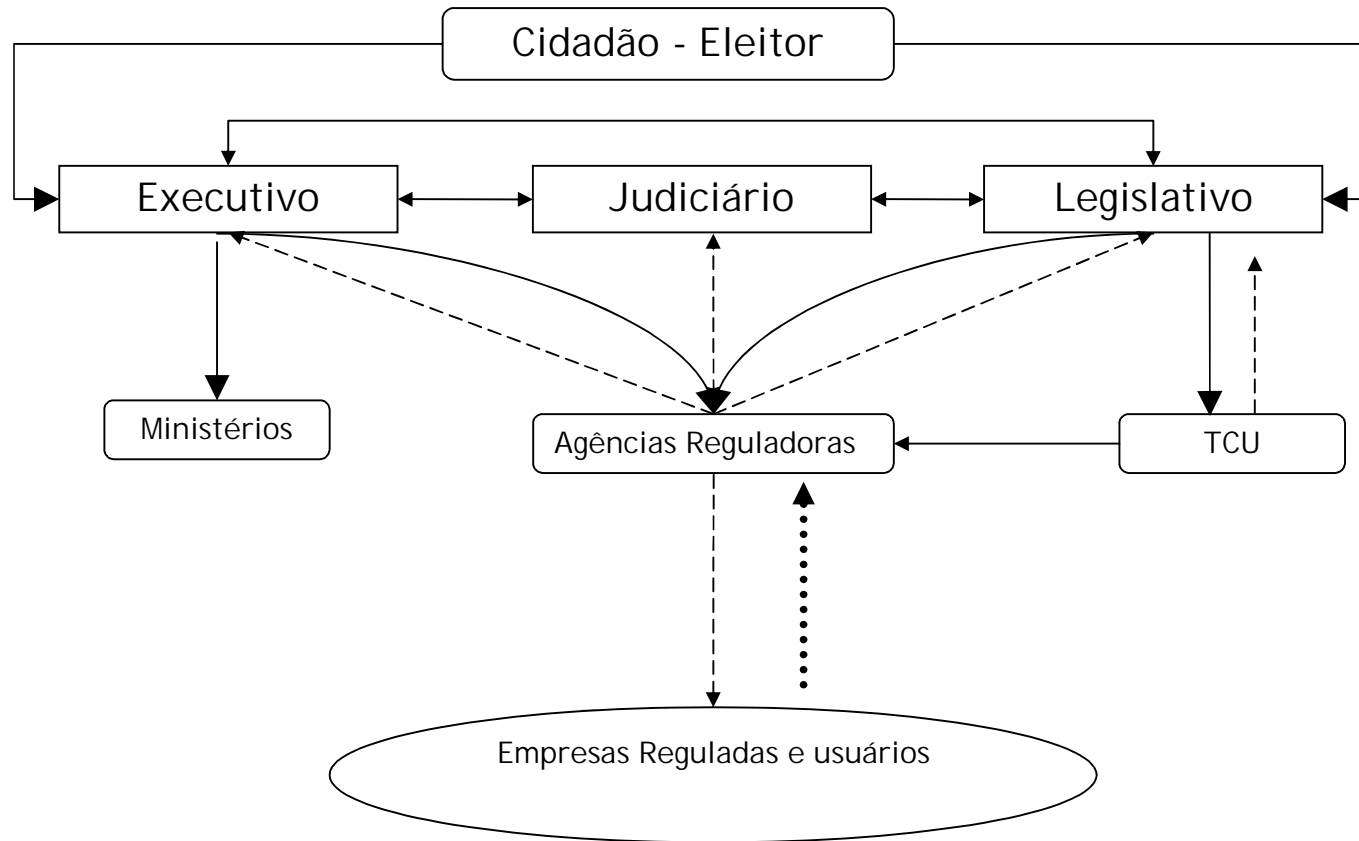 Cidadão - Eleitor
Executivo
Judiciário
Legislativo
Ministérios
Agências Reguladoras
TCU
Empresas Reguladas e usuários